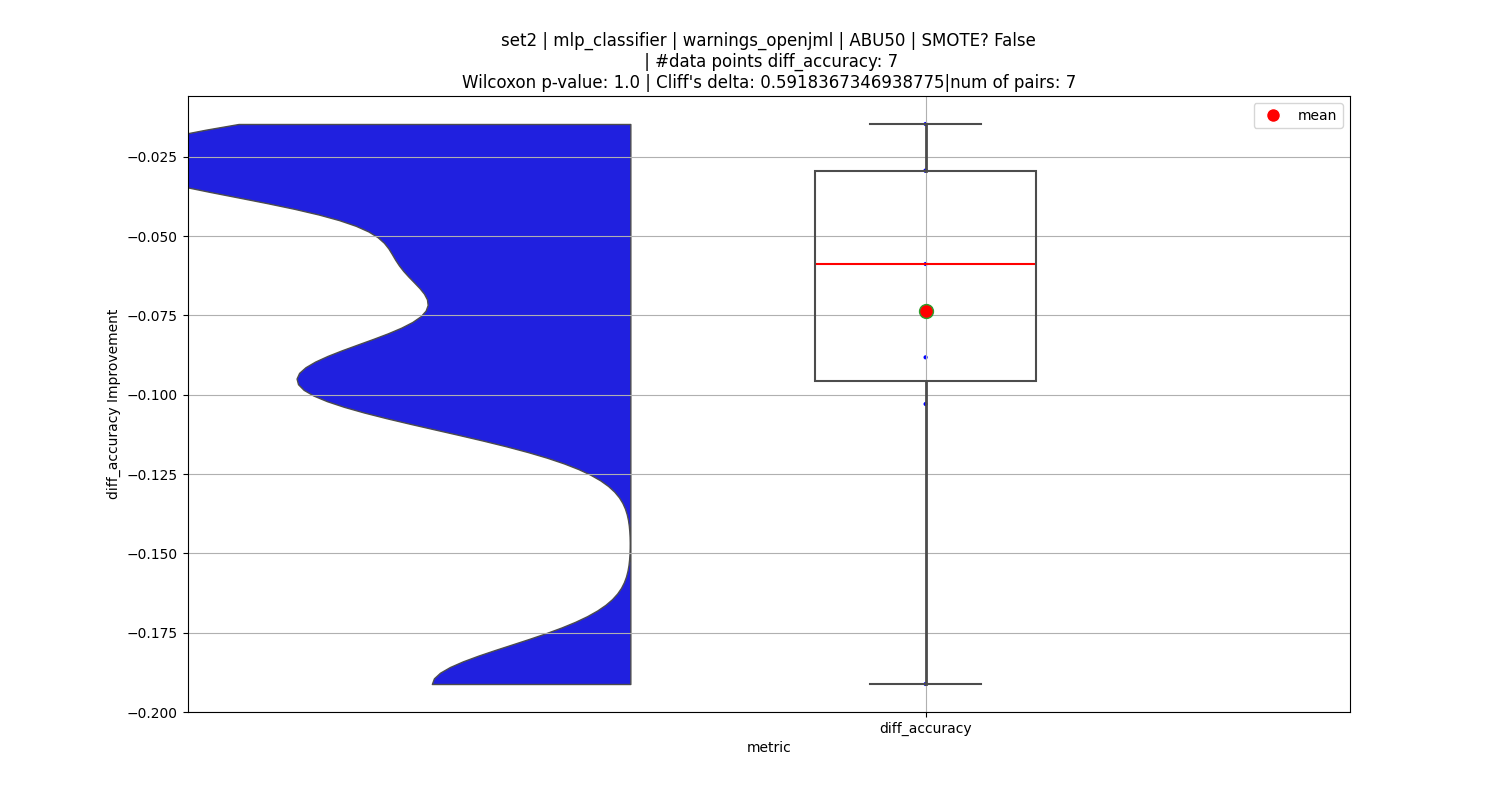 set2 | mlp_classifier | warnings_openjml | ABU50 | SMOTE? False
| #data points diff_accuracy: 7
Wilcoxon p-value: 1.0 | Cliff's delta: 0.5918367346938775|num of pairs: 7
mean
−0.025
−0.050
−0.075
−0.100
−0.125
−0.150
−0.175
−0.200
diff_accuracy Improvement
diff_accuracy
metric